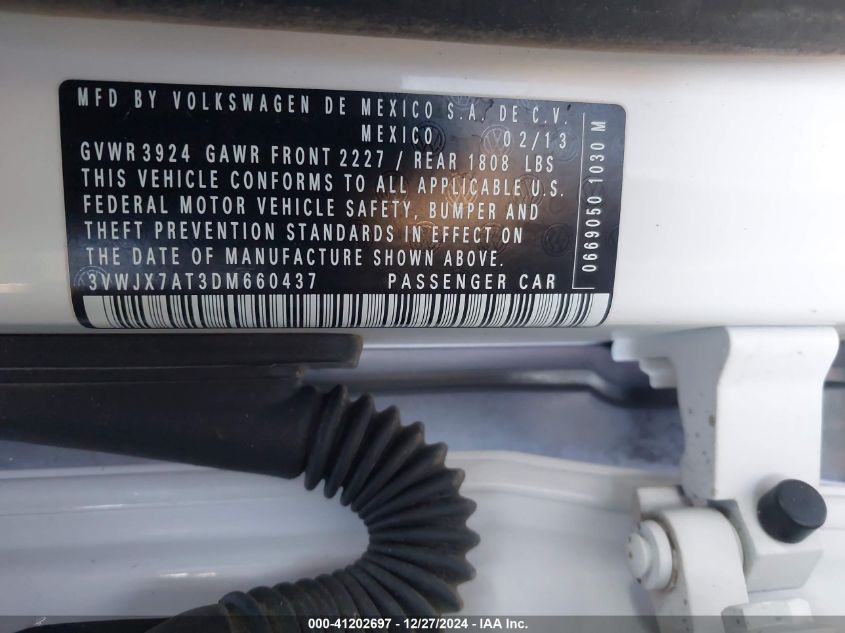 MFD BY VOLKSWAGEN DE MEXICO S.A. DE C.V.
MEXICO 02/13
GVWR 3924 GAWR FRONT 2227 / REAR 1808 LBS
THIS VEHICLE CONFORMS TO ALL APPLICABLE U.S.
FEDERAL MOTOR VEHICLE SAFETY, BUMPER AND
THEFT PREVENTION STANDARDS IN EFFECT ON
THE DATE OF MANUFACTURE SHOWN ABOVE.
3VWJX7AT3DM660437 PASSENGER CAR
0669050 1030 M
000-41202697 - 12/27/2024 - IAA Inc.